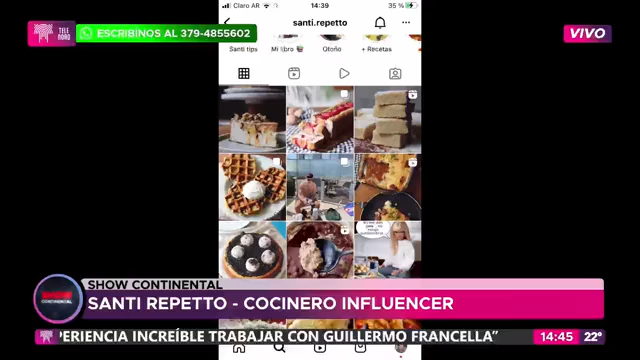 Claro AR
14:39
35 %
TELE
NORD
ESCRIBINOS AL 379-4855602
santi.repetto
VIVO
Santi tips
Mi libro
Otoño
+ Recetas
SHOW CONTINENTAL
SANTI REPETTO - COCINERO INFLUENCER
CONTINENTAL
PERIENCIA INCREÍBLE TRABAJAR CON GUILLERMO FRANCELLA”
14:45
22°